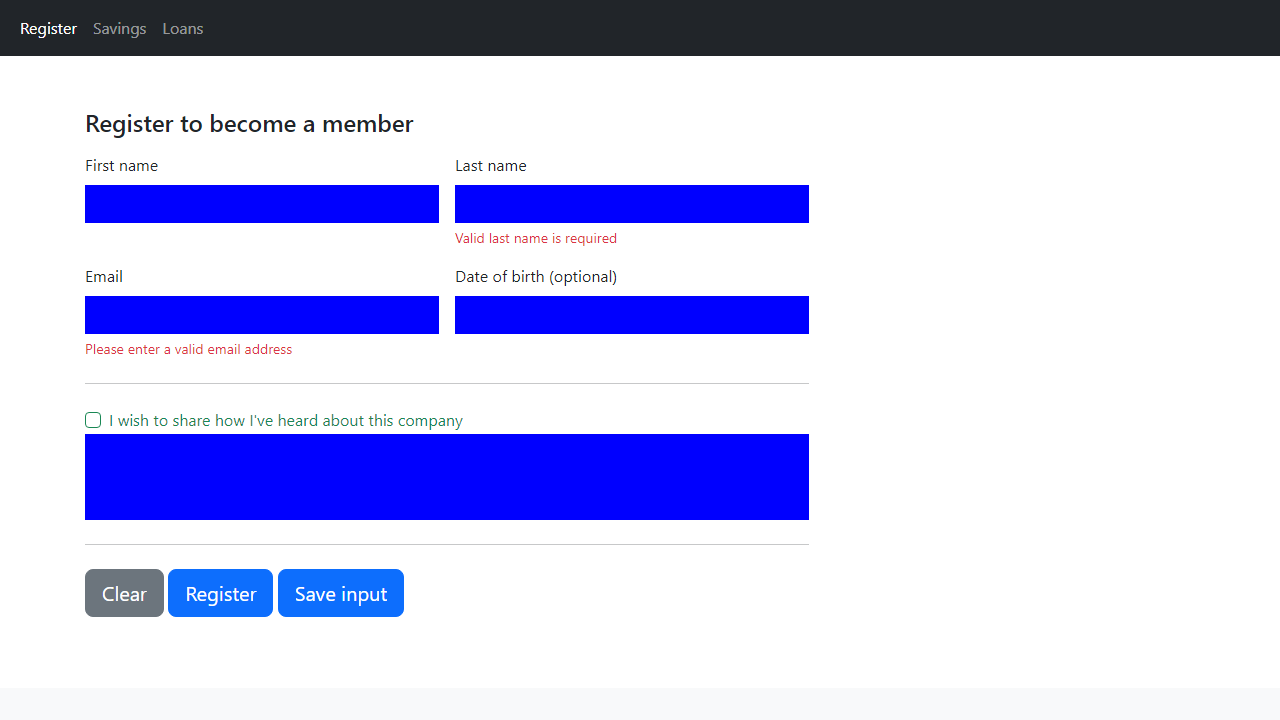 Register Savings Loans
Register to become a member
First name Last name
Valid last name is required
Email Date of birth (optional)
Please enter a valid email address
I wish to share how I've heard about this company
Clear Register Save input